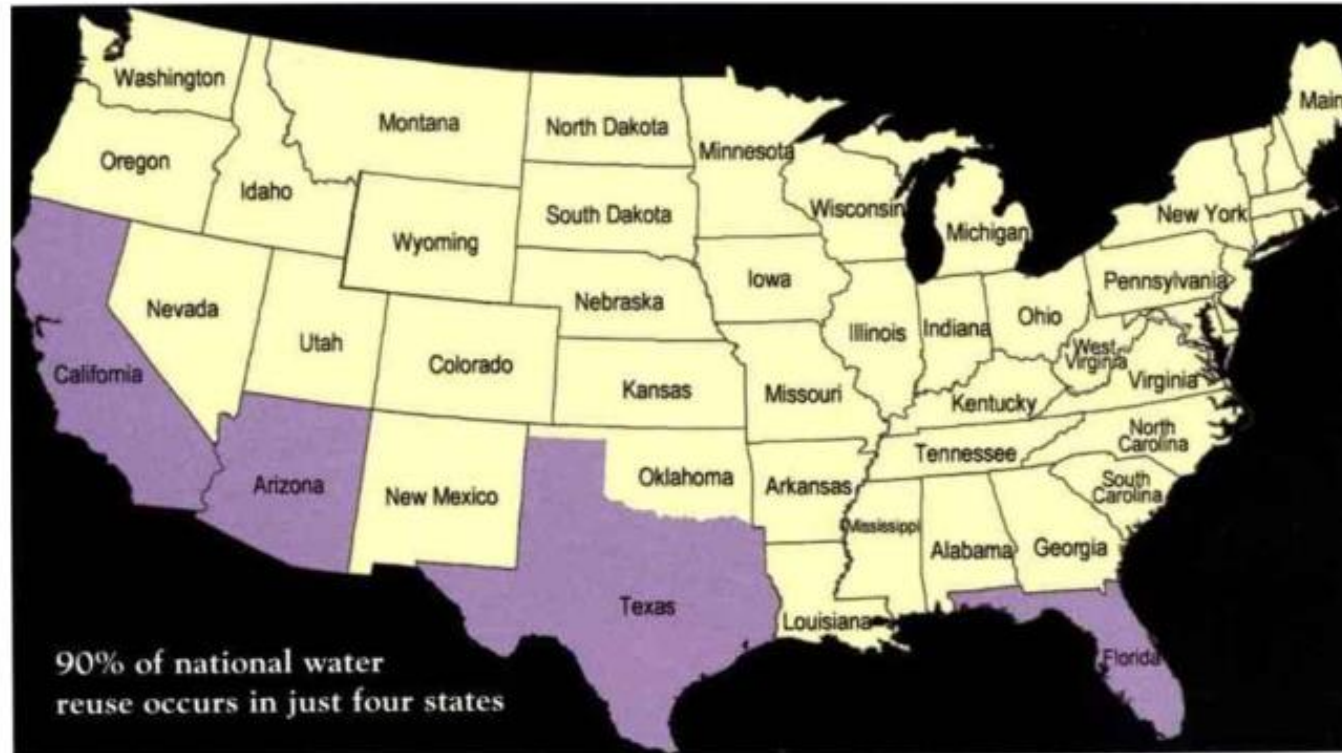 Washington
Montana
North Dakota
Minnesota
Main
Oregon
Idaho
South Dakota
Wisconsin
Michigan
New York
Wyoming
Iowa
Pennsylvania
Nevada
Nebraska
Illinois
Indiana
Ohio
Utah
Colorado
West
Virginia
Virginia
California
Kansas
Missouri
Kentucky
North
Carolina
Tennessee
Arizona
New Mexico
Oklahoma
Arkansas
South
Carolina
Mississippi
Alabama
Georgia
Texas
Louisiana
Florida
90% of national water
reuse occurs in just four states